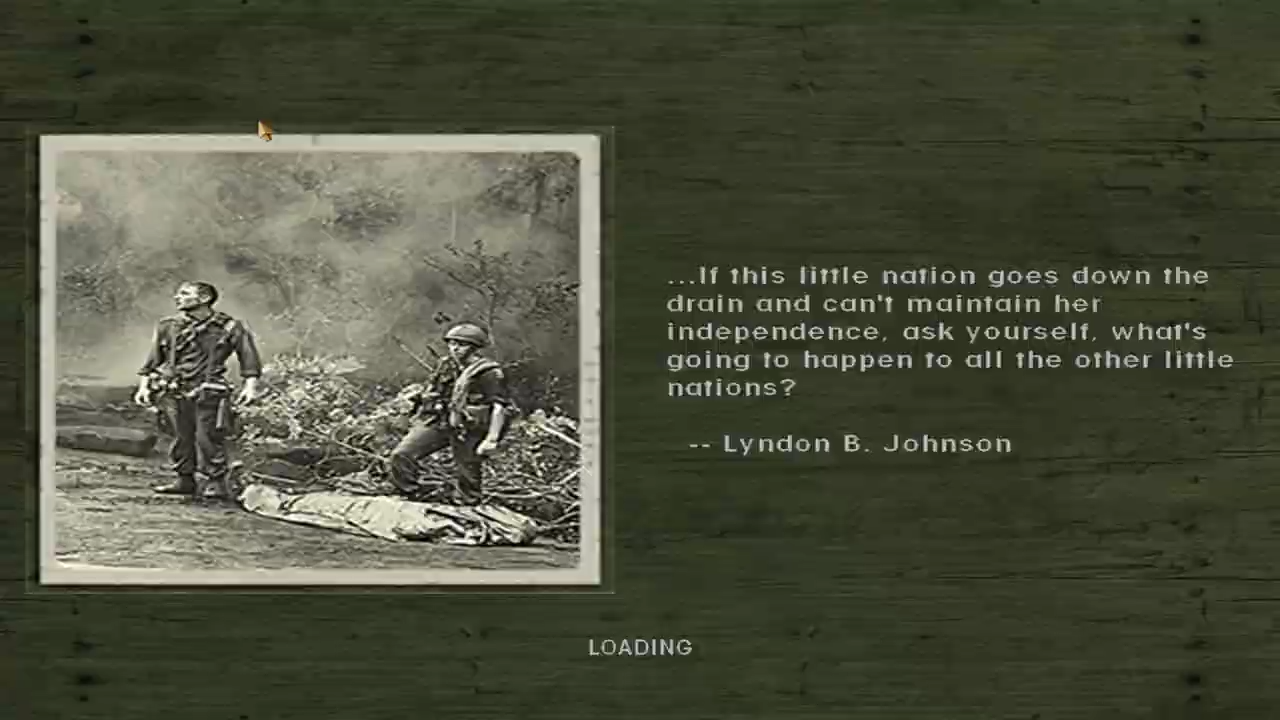 ...If this little nation goes down the
drain and can't maintain her
independence, ask yourself, what's
going to happen to all the other little
nations?
-- Lyndon B. Johnson
LOADING